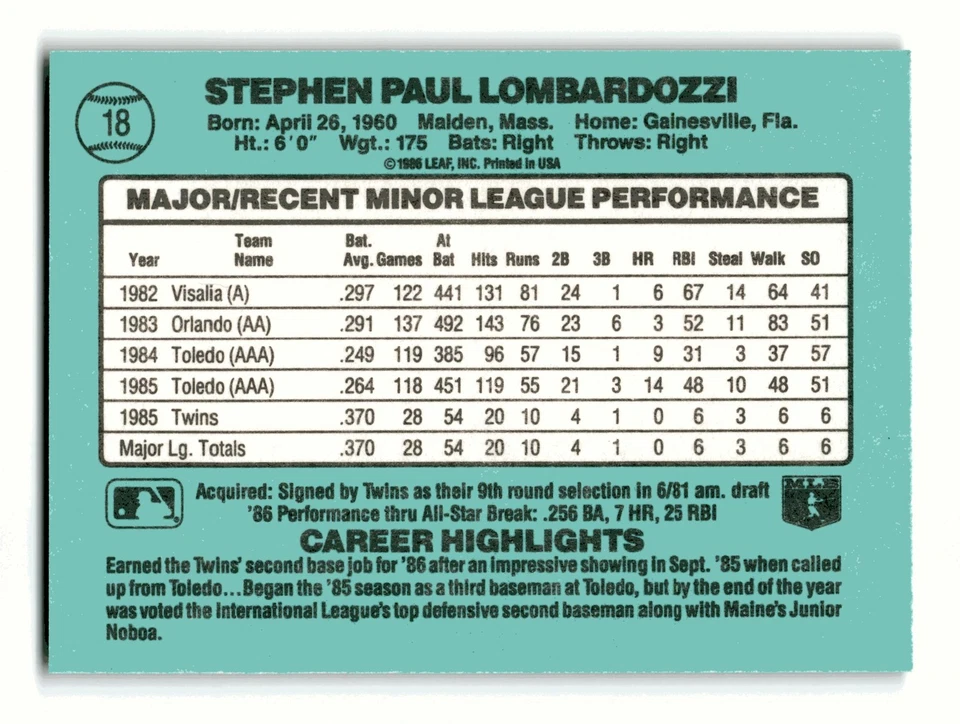 18
STEPHEN PAUL LOMBARDOZZI
Born: April 26, 1960 Malden, Mass. Home: Gainesville, Fla.
Ht.: 6'0" Wgt.: 175 Bats: Right Throws: Right
©1986 LEAF, INC. Printed in USA
MAJOR/RECENT MINOR LEAGUE PERFORMANCE
Year Team Name Bat. Avg. Games At Bat Hits Runs 2B 3B HR RBI Steal Walk SO
1982 Visalia (A) .297 122 441 131 81 24 1 6 67 14 64 41
1983 Orlando (AA) .291 137 492 143 76 23 6 3 52 11 83 51
1984 Toledo (AAA) .249 119 385 96 57 15 1 9 31 3 37 57
1985 Toledo (AAA) .264 118 451 119 55 21 3 14 48 10 48 51
1985 Twins .370 28 54 20 10 4 1 0 6 3 6 6
Major Lg. Totals .370 28 54 20 10 4 1 0 6 3 6 6
Acquired: Signed by Twins as their 9th round selection in 6/81 am. draft
'86 Performance thru All-Star Break: .256 BA, 7 HR, 25 RBI
MLB
CAREER HIGHLIGHTS
Earned the Twins' second base job for '86 after an impressive showing in Sept. '85 when called
up from Toledo...Began the '85 season as a third baseman at Toledo, but by the end of the year
was voted the International League's top defensive second baseman along with Maine's Junior
Noboa.